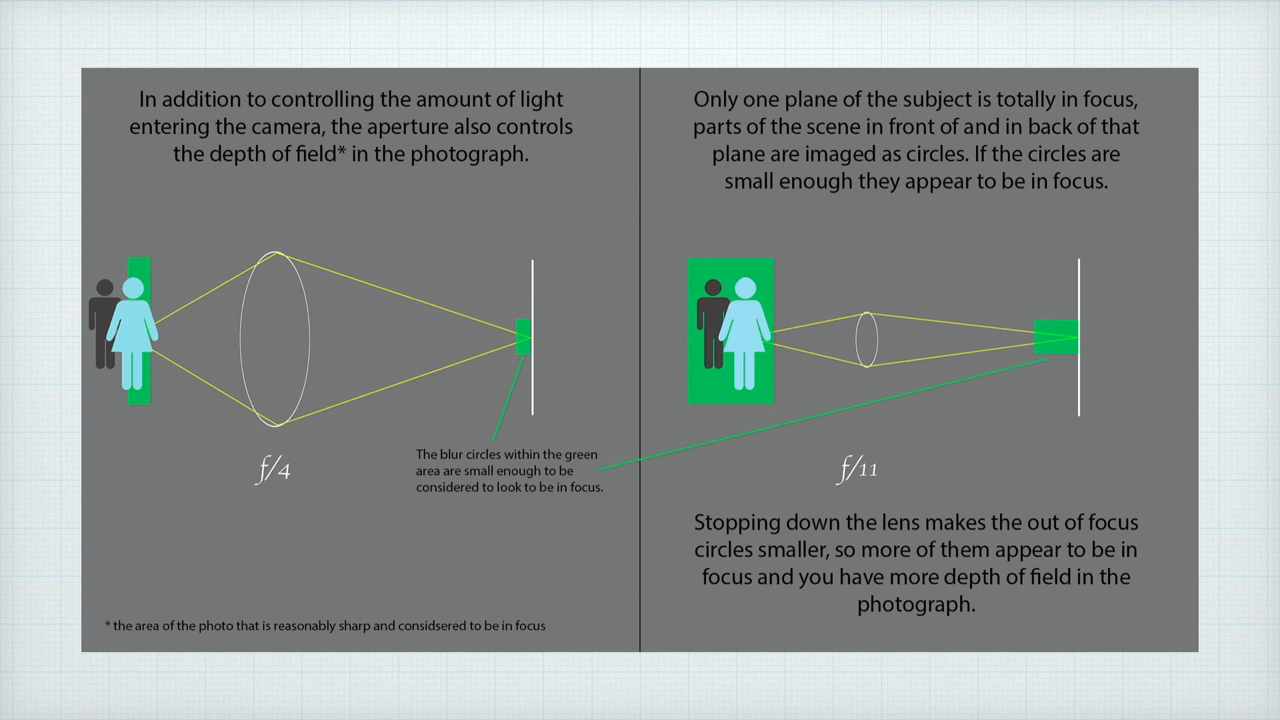 In addition to controlling the amount of light
entering the camera, the aperture also controls
the depth of field* in the photograph.
f/4
The blur circles within the green
area are small enough to be
considered to look to be in focus.
* the area of the photo that is reasonably sharp and considsered to be in focus
Only one plane of the subject is totally in focus,
parts of the scene in front of and in back of that
plane are imaged as circles. If the circles are
small enough they appear to be in focus.
f/11
Stopping down the lens makes the out of focus
circles smaller, so more of them appear to be in
focus and you have more depth of field in the
photograph.